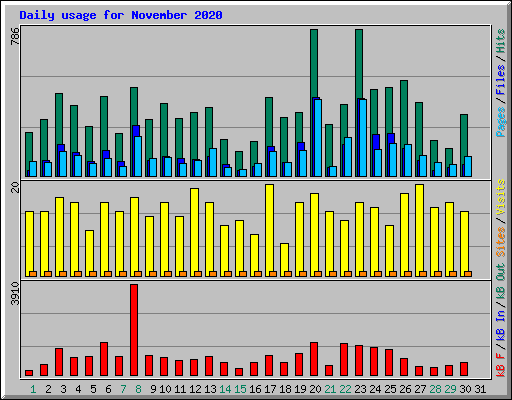 Daily usage for November 2020
786
20
3910
Pages / Files / Hits
Sites / Visits
kB F / kB In / kB Out
1 2 3 4 5 6 7 8 9 10 11 12 13 14 15 16 17 18 19 20 21 22 23 24 25 26 27 28 29 30 31